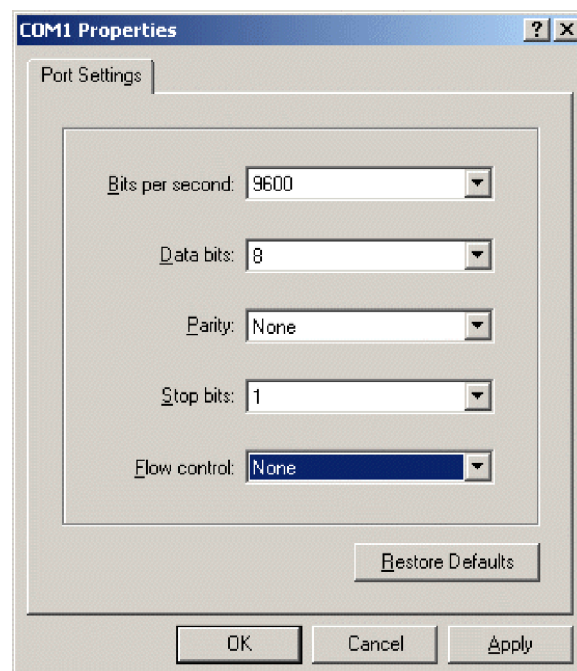 COM1 Properties
Port Settings
Bits per second: 9600
Data bits: 8
Parity: None
Stop bits: 1
Flow control: None
Restore Defaults
OK Cancel Apply